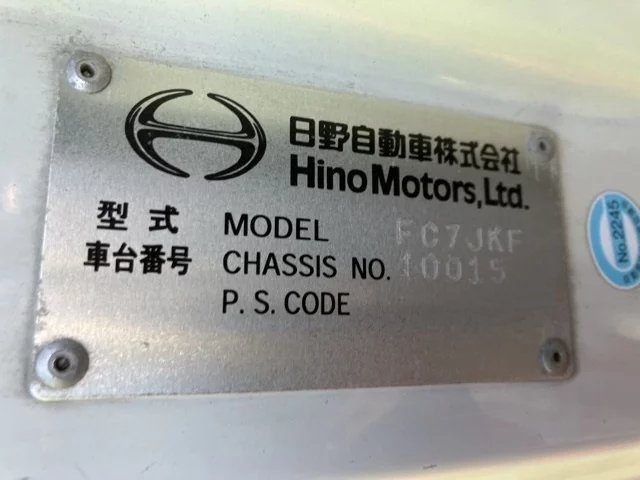 日野自動車株式会社
Hino Motors, Ltd.
型式 MODEL FC7JKF
車台番号 CHASSIS NO. 10015
P. S. CODE
No.2245